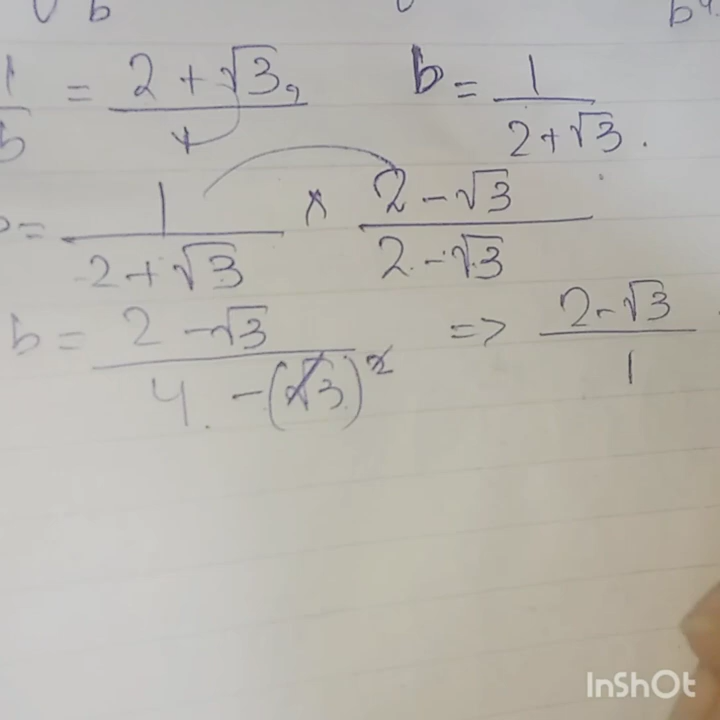 b b⁴
1/b = (2 + √3)/1, b = 1/(2+√3).
b = 1/(2+√3) × (2-√3)/(2-√3)
b = (2-√3)/(4-(√3)²) => (2-√3)/1
InShOt